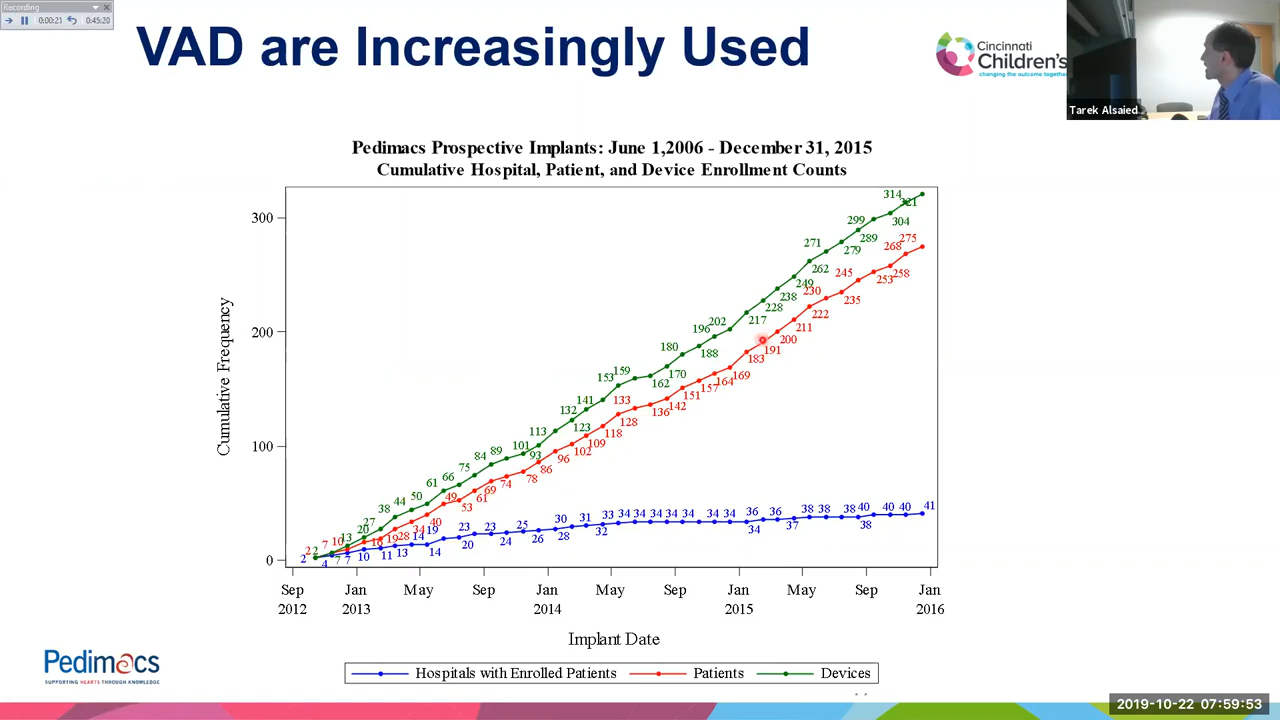 Recording
0:00:21
0:45:20
VAD are Increasingly Used
Cincinnati
Children's
changing the outcome together
Tarek Alsaied
Pedimacs Prospective Implants: June 1,2006 - December 31, 2015
Cumulative Hospital, Patient, and Device Enrollment Counts
Cumulative Frequency
300
200
100
0
2 7 10 16 19 28 34 40 49 53 61 69 74 78 86 96 102 109 118 128 133 136 142 151 157 164 169 183 191 200 211 222 230 235 245 253 258 268 275
2 7 13 20 27 38 44 50 61 66 75 84 89 93 101 113 123 132 141 153 159 162 170 180 188 196 202 217 228 238 249 262 271 279 289 299 304 314 321
2 4 7 7 10 11 13 14 14 19 20 23 23 24 25 26 28 30 31 32 33 34 34 34 34 34 34 34 34 36 36 37 38 38 38 38 40 40 40 41
Sep 2012
Jan 2013
May
Sep
Jan 2014
May
Sep
Jan 2015
May
Sep
Jan 2016
Implant Date
Hospitals with Enrolled Patients
Patients
Devices
Pedimacs
SUPPORTING HEARTS THROUGH KNOWLEDGE
2019-10-22 07:59:53